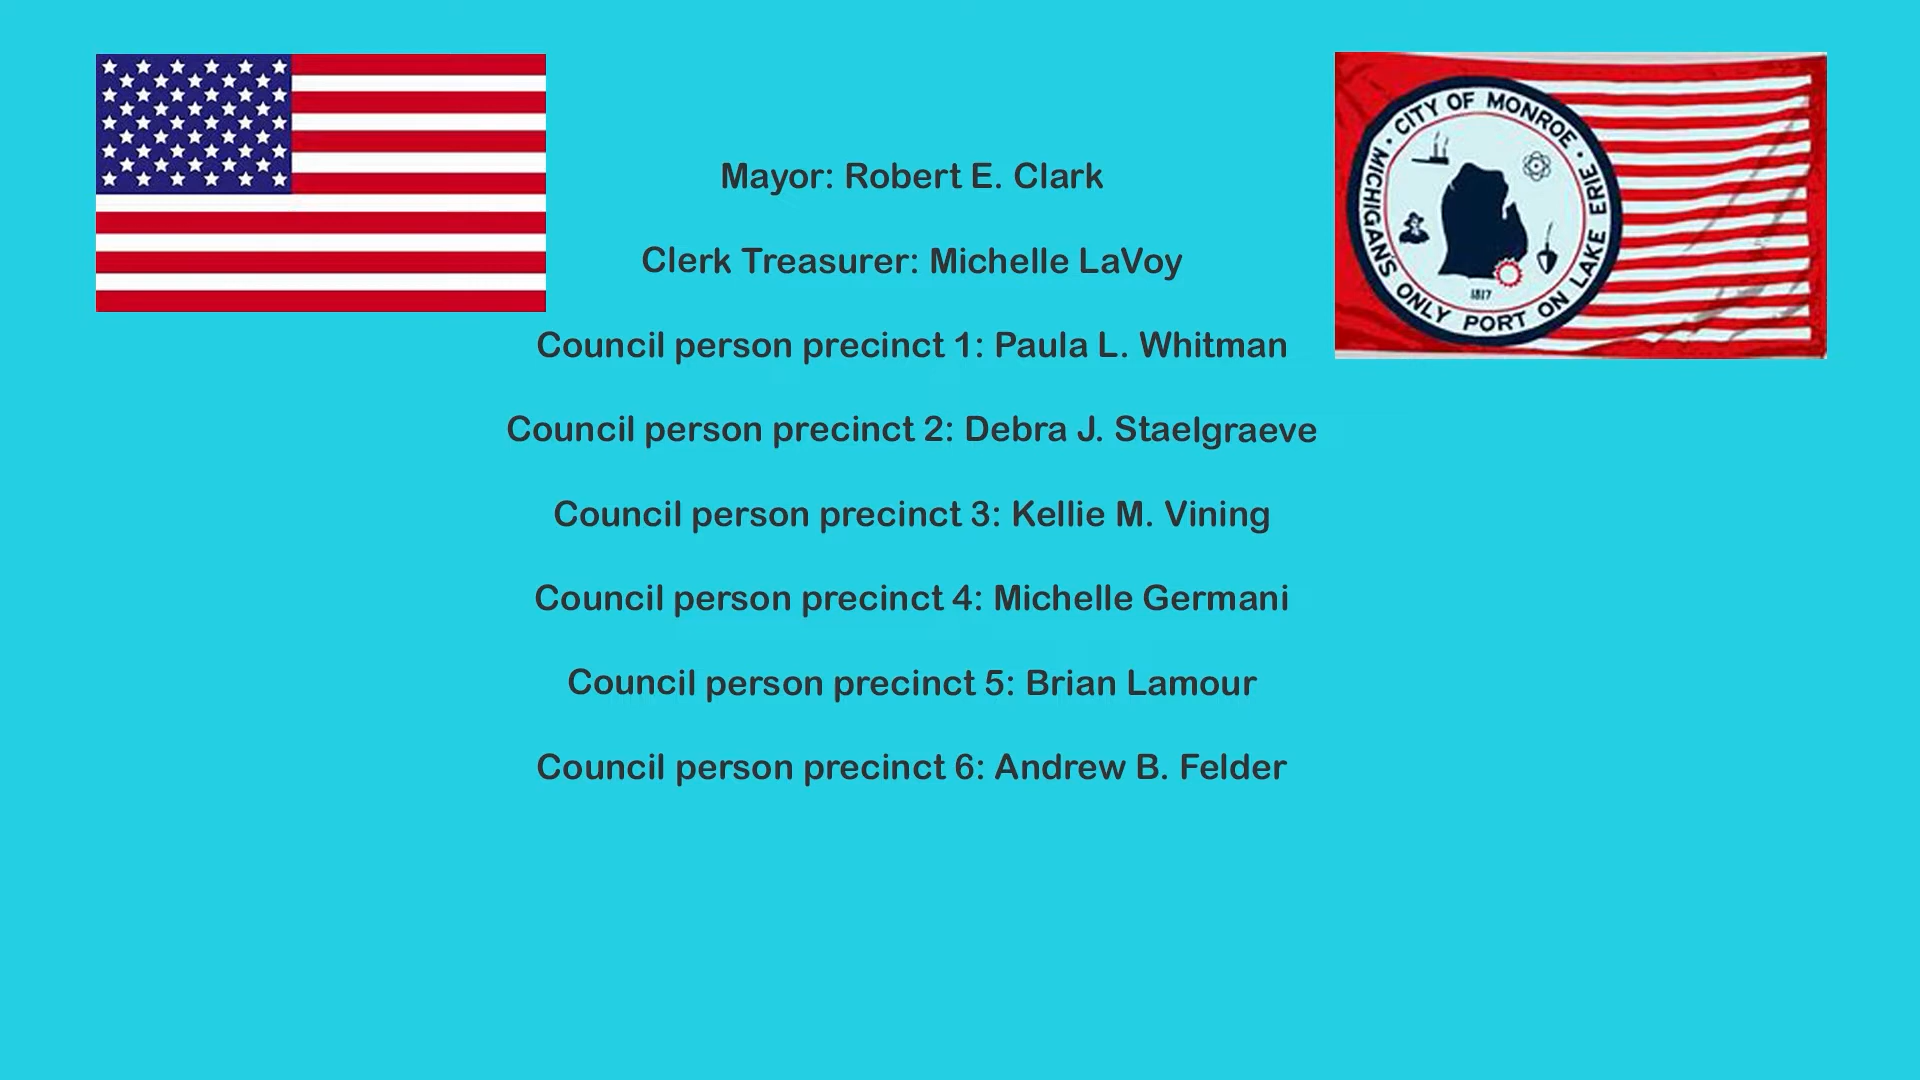 Mayor: Robert E. Clark
Clerk Treasurer: Michelle LaVoy
Council person precinct 1: Paula L. Whitman
Council person precinct 2: Debra J. Staelgraeve
Council person precinct 3: Kellie M. Vining
Council person precinct 4: Michelle Germani
Council person precinct 5: Brian Lamour
Council person precinct 6: Andrew B. Felder
· CITY OF MONROE ·
MICHIGAN'S ONLY PORT ON LAKE ERIE
1817